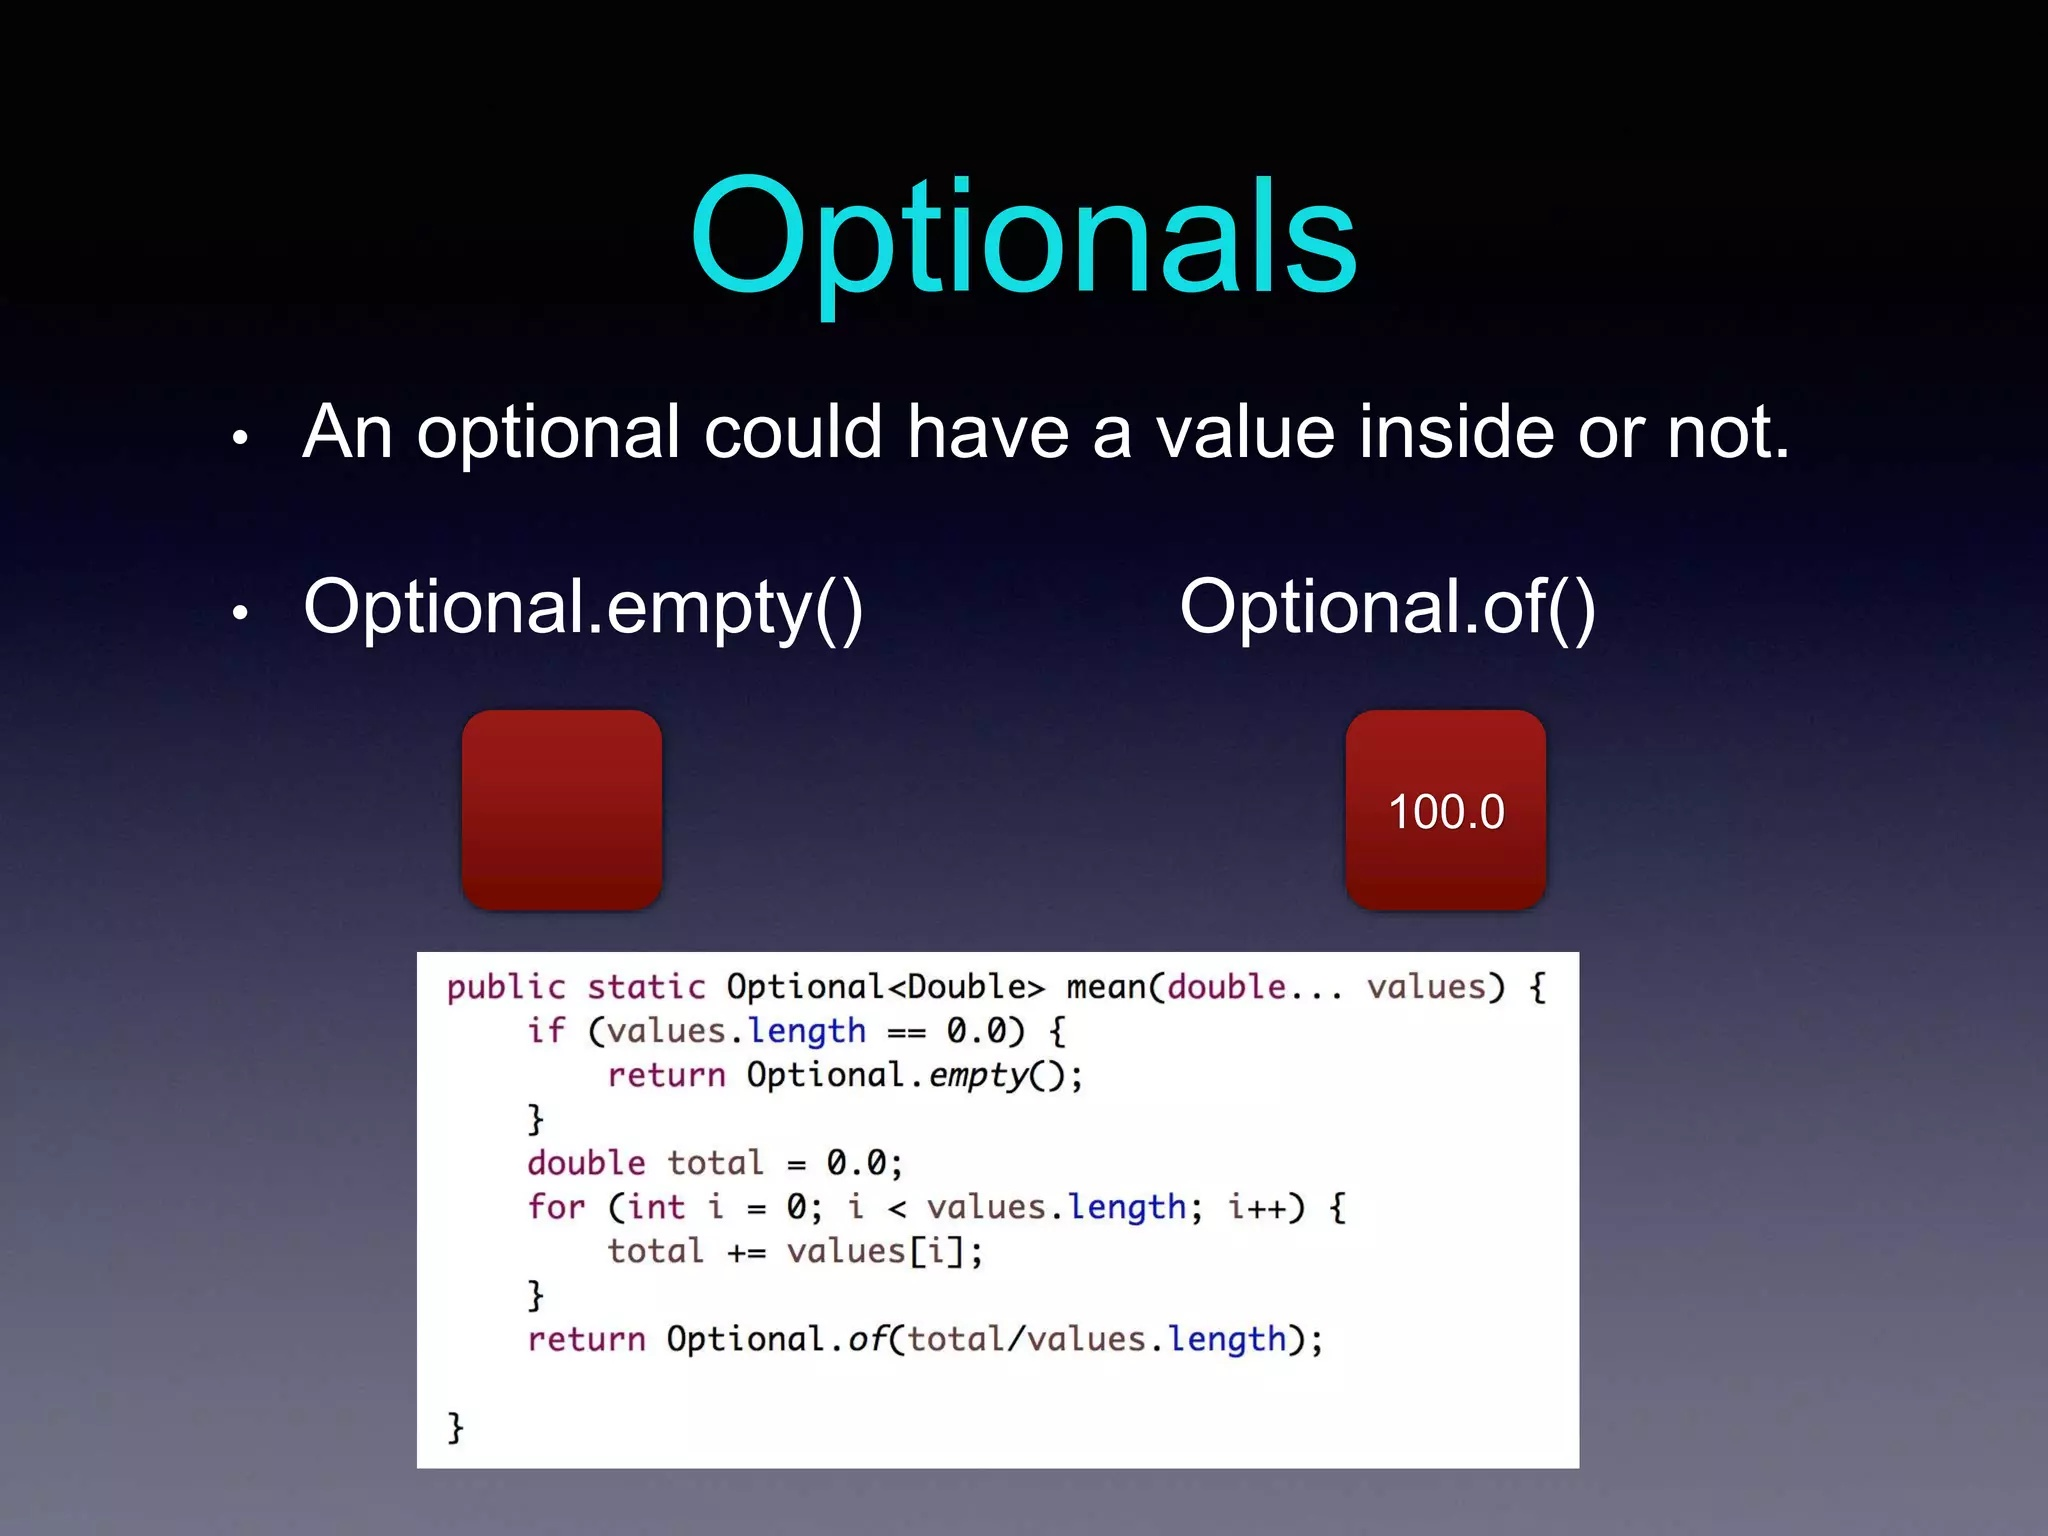 Optionals
• An optional could have a value inside or not.
• Optional.empty() Optional.of()
100.0
public static Optional<Double> mean(double... values) {
    if (values.length == 0.0) {
        return Optional.empty();
    }
    double total = 0.0;
    for (int i = 0; i < values.length; i++) {
        total += values[i];
    }
    return Optional.of(total/values.length);
}